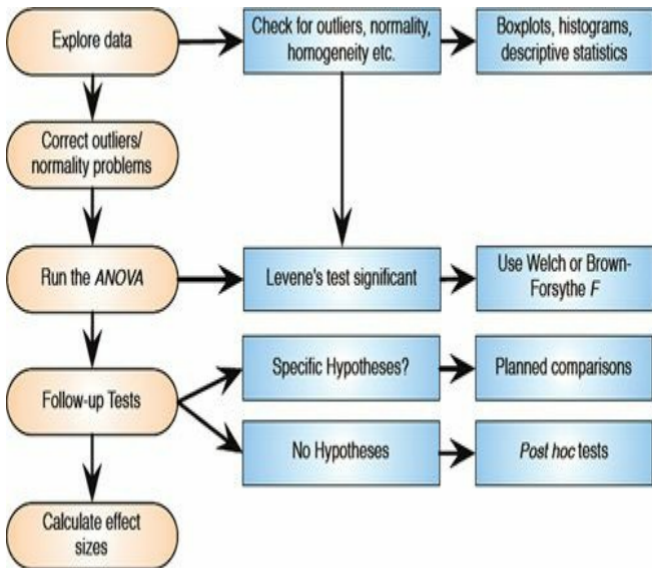 Explore data
Check for outliers, normality,
homogeneity etc.
Boxplots, histograms,
descriptive statistics
Correct outliers/
normality problems
Run the ANOVA
Levene's test significant
Use Welch or Brown-
Forsythe F
Follow-up Tests
Specific Hypotheses?
Planned comparisons
No Hypotheses
Post hoc tests
Calculate effect
sizes